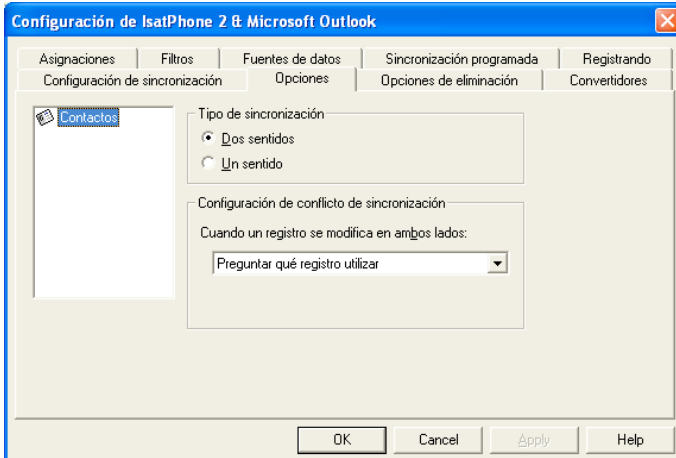 Configuración de IsatPhone 2 & Microsoft Outlook
Asignaciones Filtros Fuentes de datos Sincronización programada Registrando
Configuración de sincronización Opciones Opciones de eliminación Convertidores
Contactos
Tipo de sincronización
Dos sentidos
Un sentido
Configuración de conflicto de sincronización
Cuando un registro se modifica en ambos lados:
Preguntar qué registro utilizar
OK Cancel Apply Help